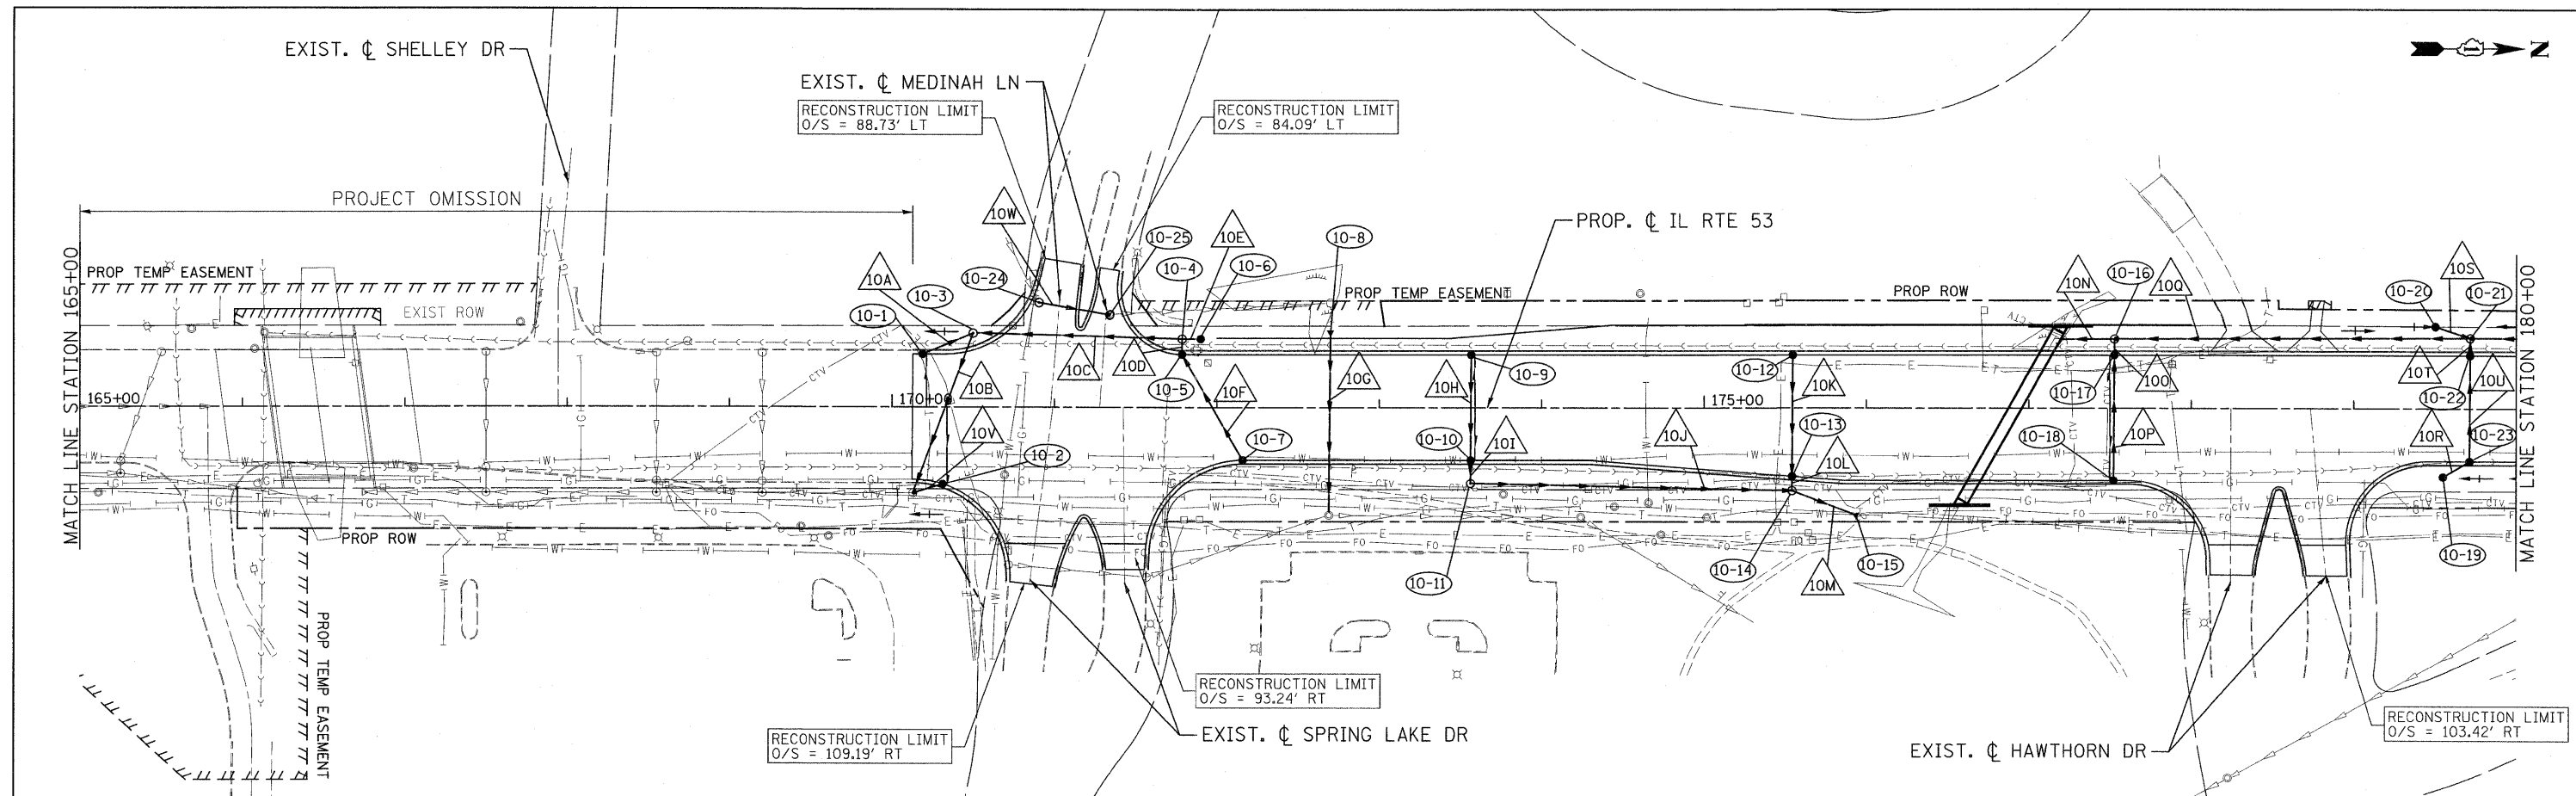 EXIST. ℄ SHELLEY DR
EXIST. ℄ MEDINAH LN
RECONSTRUCTION LIMIT
O/S = 88.73' LT
RECONSTRUCTION LIMIT
O/S = 84.09' LT
N
PROJECT OMISSION
PROP. ℄ IL RTE 53
MATCH LINE STATION 165+00
PROP TEMP EASEMENT
EXIST ROW
PROP TEMP EASEMENT
PROP ROW
MATCH LINE STATION 180+00
10W
10-25
10E
10-8
10-4
10-6
10A
10-3
10-24
10-1
10N
10-16
10Q
10-20
10S
10-21
10B
10C
10D
10-5
10F
10G
10H
10-9
10-12
10K
10-17
10O
10T
10U
10-22
165+00
170+00
175+00
10V
10-2
10-7
10-10
10I
10J
10-13
10L
10-18
10P
10R
10-23
10-11
10-14
10M
10-15
10-19
PROP ROW
PROP TEMP EASEMENT
RECONSTRUCTION LIMIT
O/S = 93.24' RT
RECONSTRUCTION LIMIT
O/S = 109.19' RT
EXIST. ℄ SPRING LAKE DR
EXIST. ℄ HAWTHORN DR
RECONSTRUCTION LIMIT
O/S = 103.42' RT